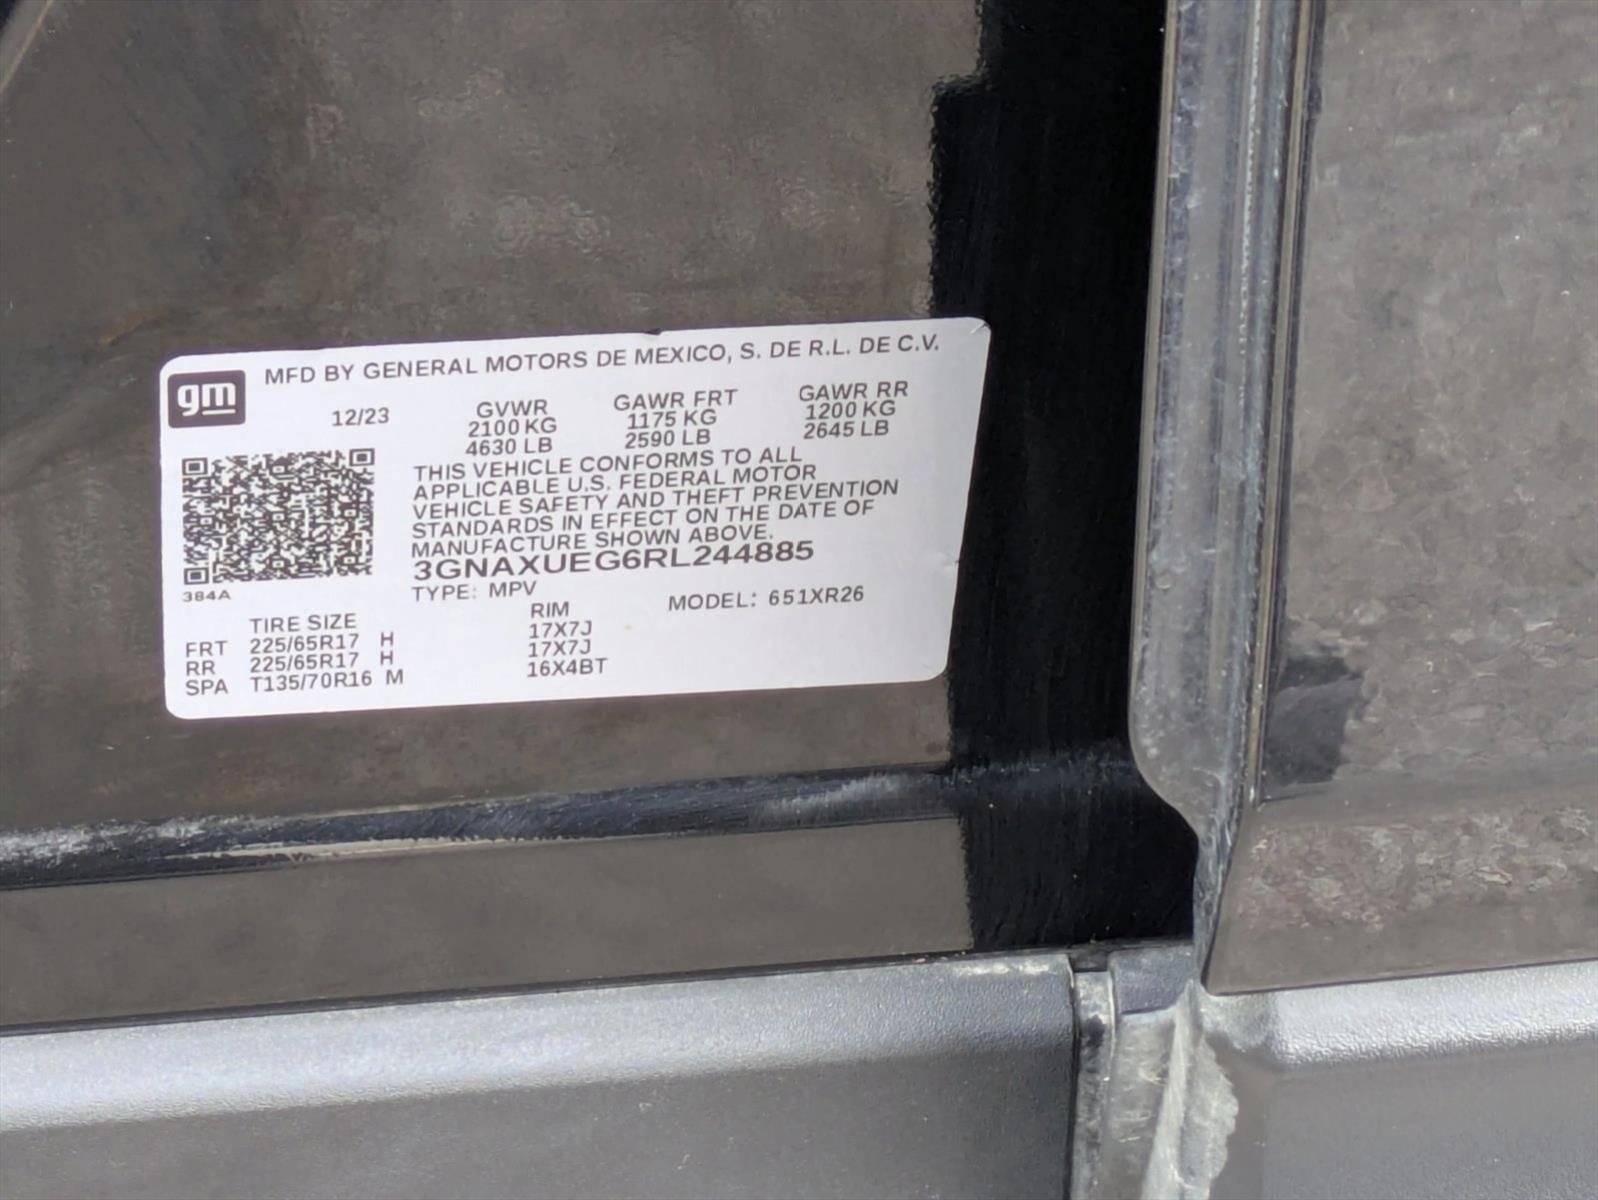 gm
MFD BY GENERAL MOTORS DE MEXICO, S. DE R.L. DE C.V.
12/23 GVWR GAWR FRT GAWR RR
2100 KG 1175 KG 1200 KG
4630 LB 2590 LB 2645 LB
THIS VEHICLE CONFORMS TO ALL
APPLICABLE U.S. FEDERAL MOTOR
VEHICLE SAFETY AND THEFT PREVENTION
STANDARDS IN EFFECT ON THE DATE OF
MANUFACTURE SHOWN ABOVE.
3GNAXUEG6RL244885
384A
TYPE: MPV MODEL: 651XR26
TIRE SIZE RIM
FRT 225/65R17 H 17X7J
RR 225/65R17 H 17X7J
SPA T135/70R16 M 16X4BT